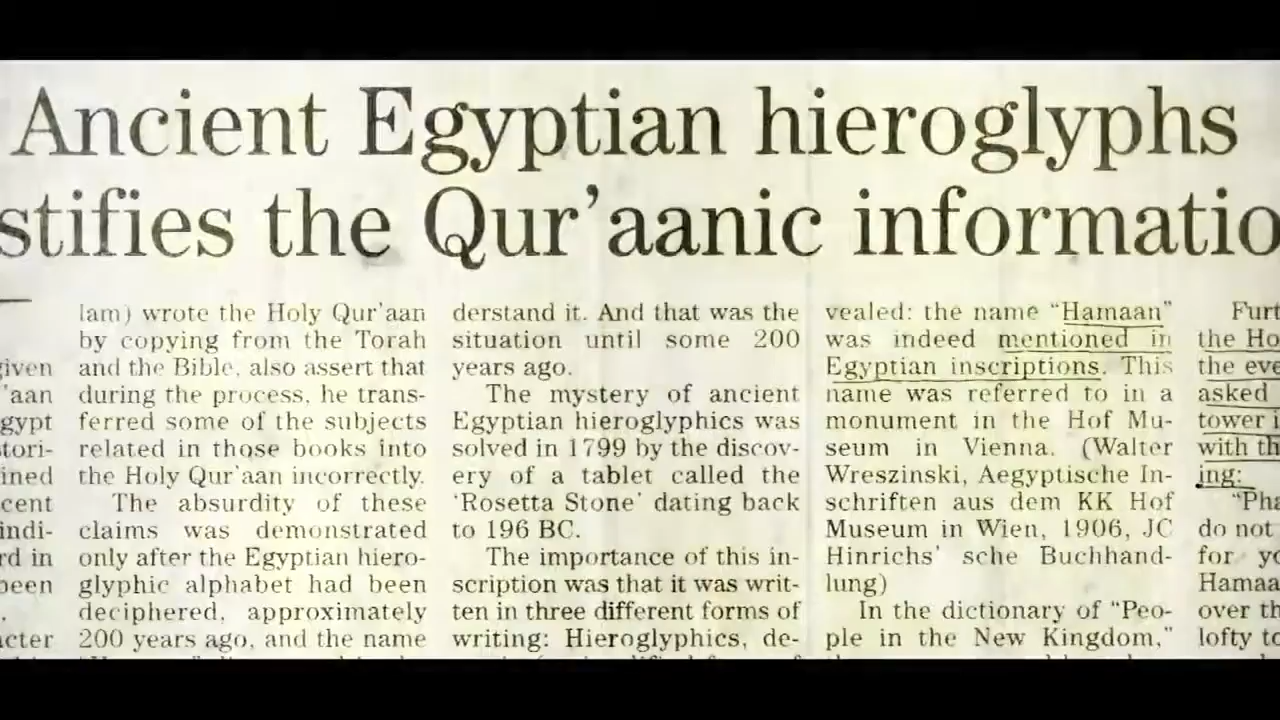 Ancient Egyptian hieroglyphs
stifies the Qur'aanic informatio
given
'aan
gypt
tori-
ined
cent
indi-
rd in
been
acter
lam) wrote the Holy Qur'aan
by copying from the Torah
and the Bible, also assert that
during the process, he trans-
ferred some of the subjects
related in those books into
the Holy Qur'aan incorrectly.
The absurdity of these
claims was demonstrated
only after the Egyptian hiero-
glyphic alphabet had been
deciphered, approximately
200 years ago, and the name
derstand it. And that was the
situation until some 200
years ago.
The mystery of ancient
Egyptian hieroglyphics was
solved in 1799 by the discov-
ery of a tablet called the
'Rosetta Stone' dating back
to 196 BC.
The importance of this in-
scription was that it was writ-
ten in three different forms of
writing: Hieroglyphics, de-
vealed: the name "Hamaan"
was indeed mentioned in
Egyptian inscriptions. This
name was referred to in a
monument in the Hof Mu-
seum in Vienna. (Walter
Wreszinski, Aegyptische In-
schriften aus dem KK Hof
Museum in Wien, 1906, JC
Hinrichs' sche Buchhand-
lung)
In the dictionary of "Peo-
ple in the New Kingdom,"
Furt
the Ho
the eve
asked
tower i
with th
ing:
"Pha
do not
for yo
Hamaa
over th
lofty to